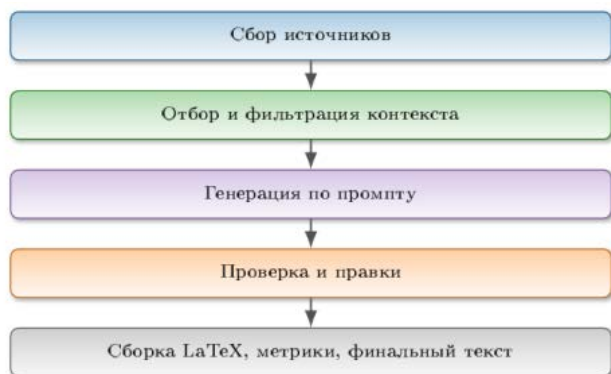 Сбор источников
Отбор и фильтрация контекста
Генерация по промпту
Проверка и правки
Сборка LaTeX, метрики, финальный текст